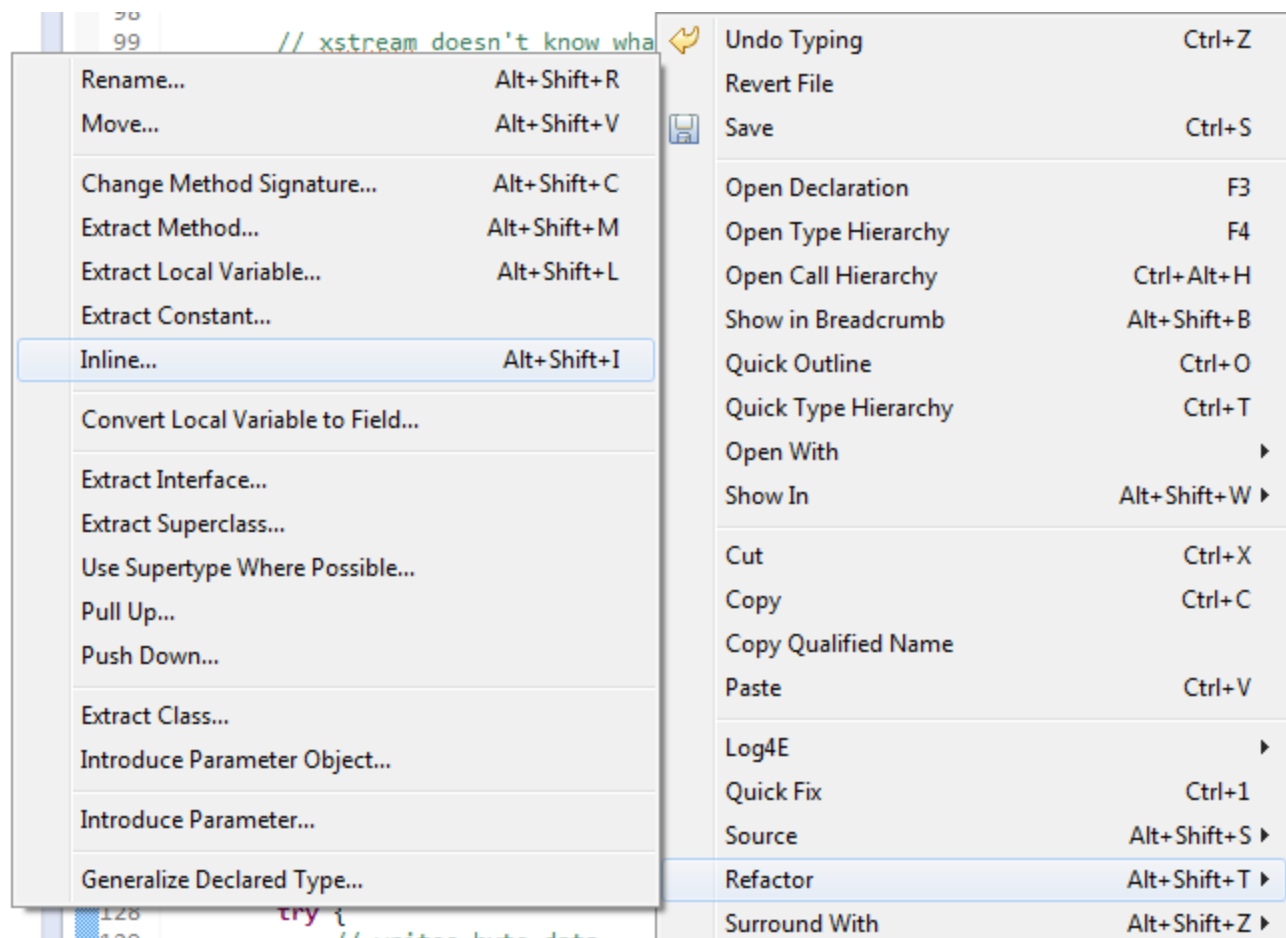 98
99 // xstream doesn't know wha
Rename... Alt+Shift+R
Move... Alt+Shift+V
Change Method Signature... Alt+Shift+C
Extract Method... Alt+Shift+M
Extract Local Variable... Alt+Shift+L
Extract Constant...
Inline... Alt+Shift+I
Convert Local Variable to Field...
Extract Interface...
Extract Superclass...
Use Supertype Where Possible...
Pull Up...
Push Down...
Extract Class...
Introduce Parameter Object...
Introduce Parameter...
Generalize Declared Type...
128 try {
Undo Typing Ctrl+Z
Revert File
Save Ctrl+S
Open Declaration F3
Open Type Hierarchy F4
Open Call Hierarchy Ctrl+Alt+H
Show in Breadcrumb Alt+Shift+B
Quick Outline Ctrl+O
Quick Type Hierarchy Ctrl+T
Open With
Show In Alt+Shift+W
Cut Ctrl+X
Copy Ctrl+C
Copy Qualified Name
Paste Ctrl+V
Log4E
Quick Fix Ctrl+1
Source Alt+Shift+S
Refactor Alt+Shift+T
Surround With Alt+Shift+Z